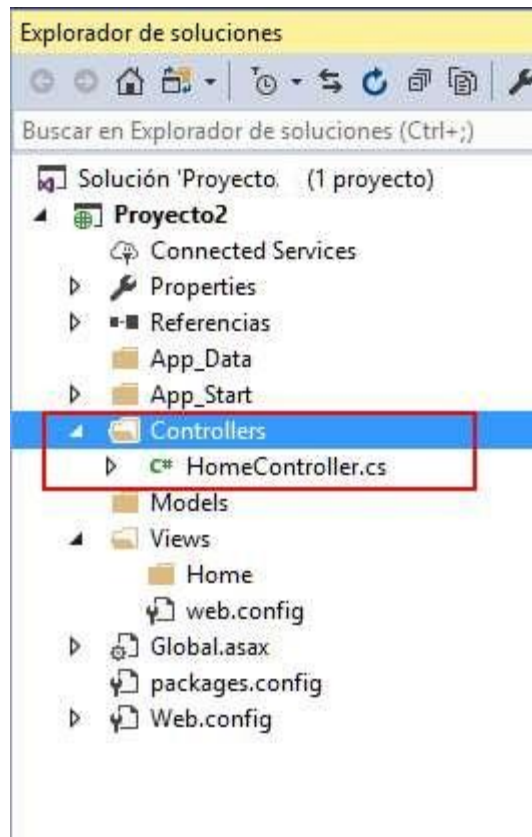 Explorador de soluciones
Buscar en Explorador de soluciones (Ctrl+;)
Solución 'Proyecto. (1 proyecto)
Proyecto2
Connected Services
Properties
Referencias
App_Data
App_Start
Controllers
C# HomeController.cs
Models
Views
Home
web.config
Global.asax
packages.config
Web.config